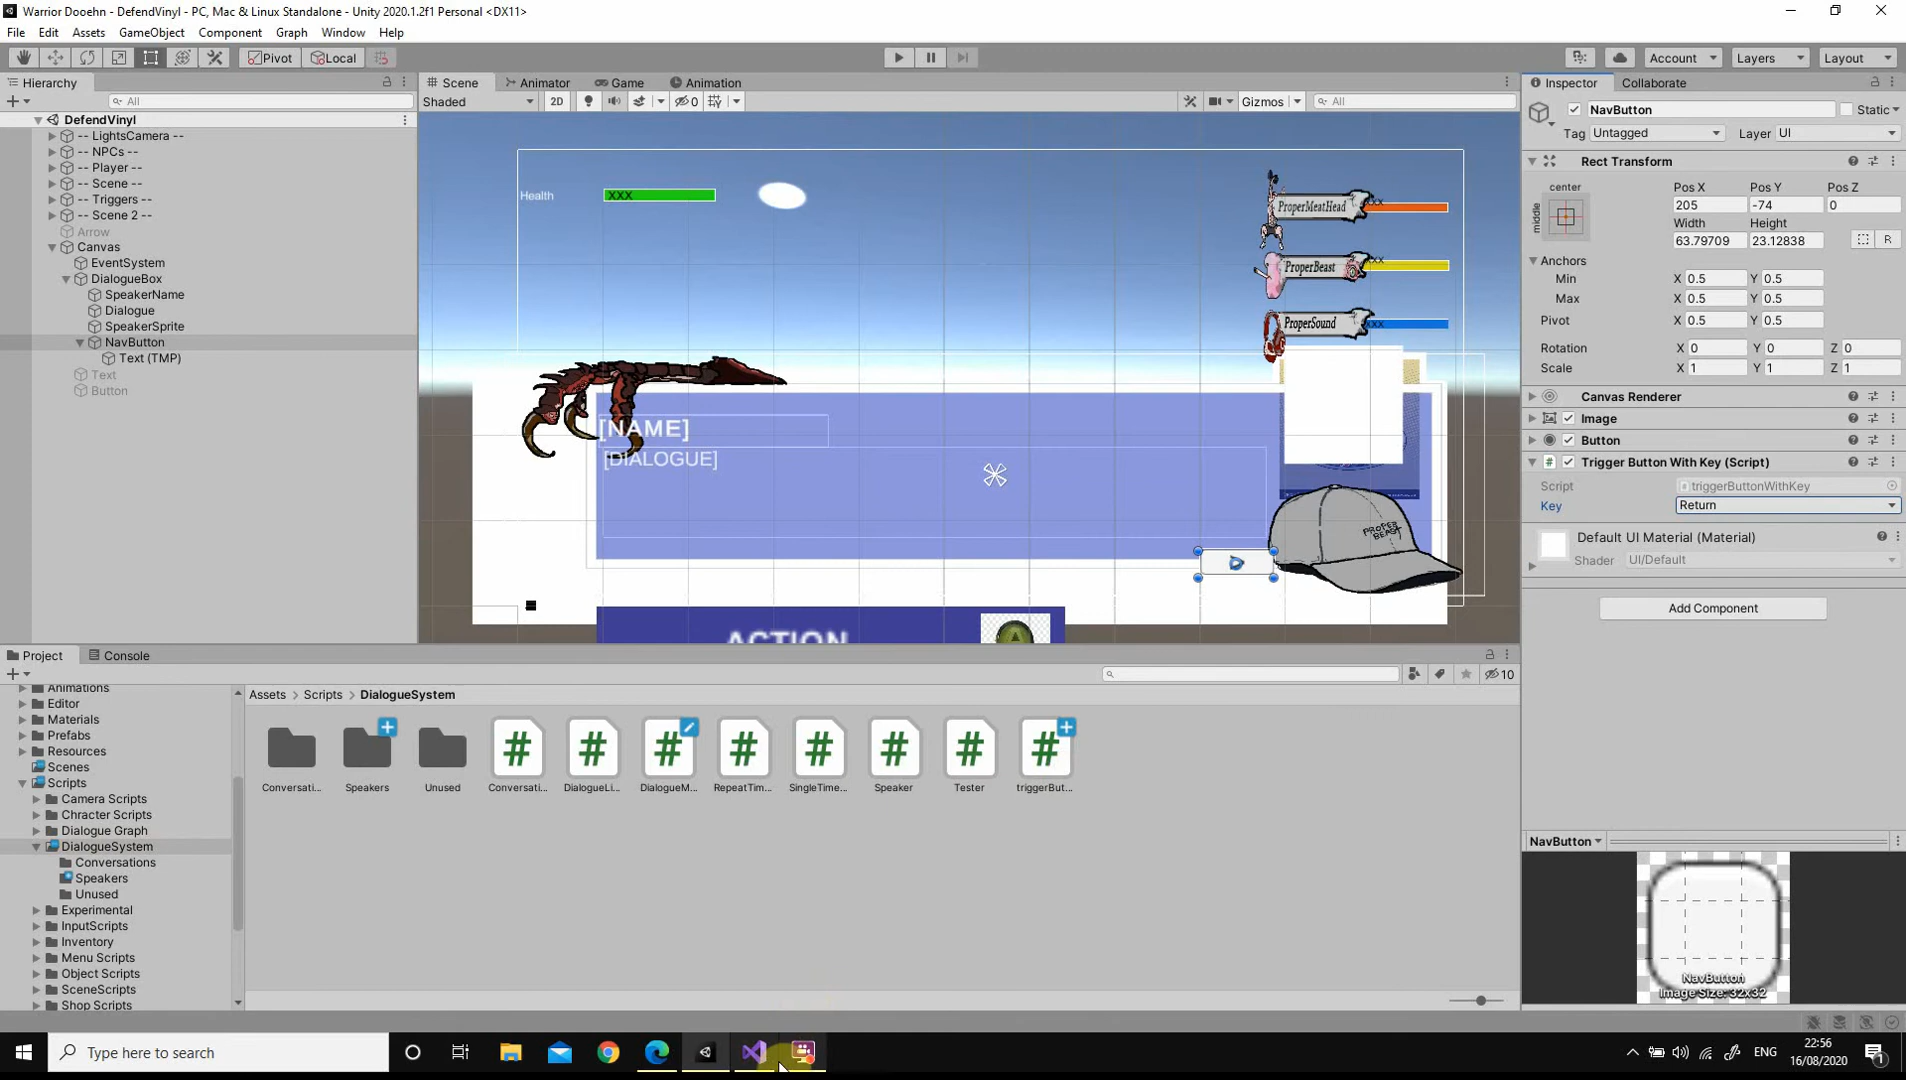 Warrior Dooehn - DefendVinyl - PC, Mac & Linux Standalone - Unity 2020.1.2f1 Personal <DX11>
File Edit Assets GameObject Component Graph Window Help
Pivot Local Account Layers Layout
Hierarchy
All
DefendVinyl
-- LightsCamera --
-- NPCs --
-- Player --
-- Scene --
-- Triggers --
-- Scene 2 --
Arrow
Canvas
EventSystem
DialogueBox
SpeakerName
Dialogue
SpeakerSprite
NavButton
Text (TMP)
Text
Button
Scene Animator Game Animation
Shaded 2D 0 Gizmos All
Health XXX
ProperMeatHead XXX
ProperBeast XXX
ProperSound XXX
[NAME]
[DIALOGUE]
PROPER
BEAST
ACTION
Inspector Collaborate
NavButton Static
Tag Untagged Layer UI
Rect Transform
center
middle
Pos X Pos Y Pos Z
205 -74 0
Width Height
63.79709 23.12838 R
Anchors
Min X 0.5 Y 0.5
Max X 0.5 Y 0.5
Pivot X 0.5 Y 0.5
Rotation X 0 Y 0 Z 0
Scale X 1 Y 1 Z 1
Canvas Renderer
Image
Button
# Trigger Button With Key (Script)
Script triggerButtonWithKey
Key Return
Default UI Material (Material)
Shader UI/Default
Add Component
NavButton
NavButton
Image Size: 32x32
Project Console
10
Animations
Editor
Materials
Prefabs
Resources
Scenes
Scripts
Camera Scripts
Chracter Scripts
Dialogue Graph
DialogueSystem
Conversations
Speakers
Unused
Experimental
InputScripts
Inventory
Menu Scripts
Object Scripts
SceneScripts
Shop Scripts
Assets > Scripts > DialogueSystem
# # # # # # # #
Conversati... Speakers Unused Conversati... DialogueLi... DialogueM... RepeatTim... SingleTime... Speaker Tester triggerBut...
Type here to search
ENG
22:56
16/08/2020
1